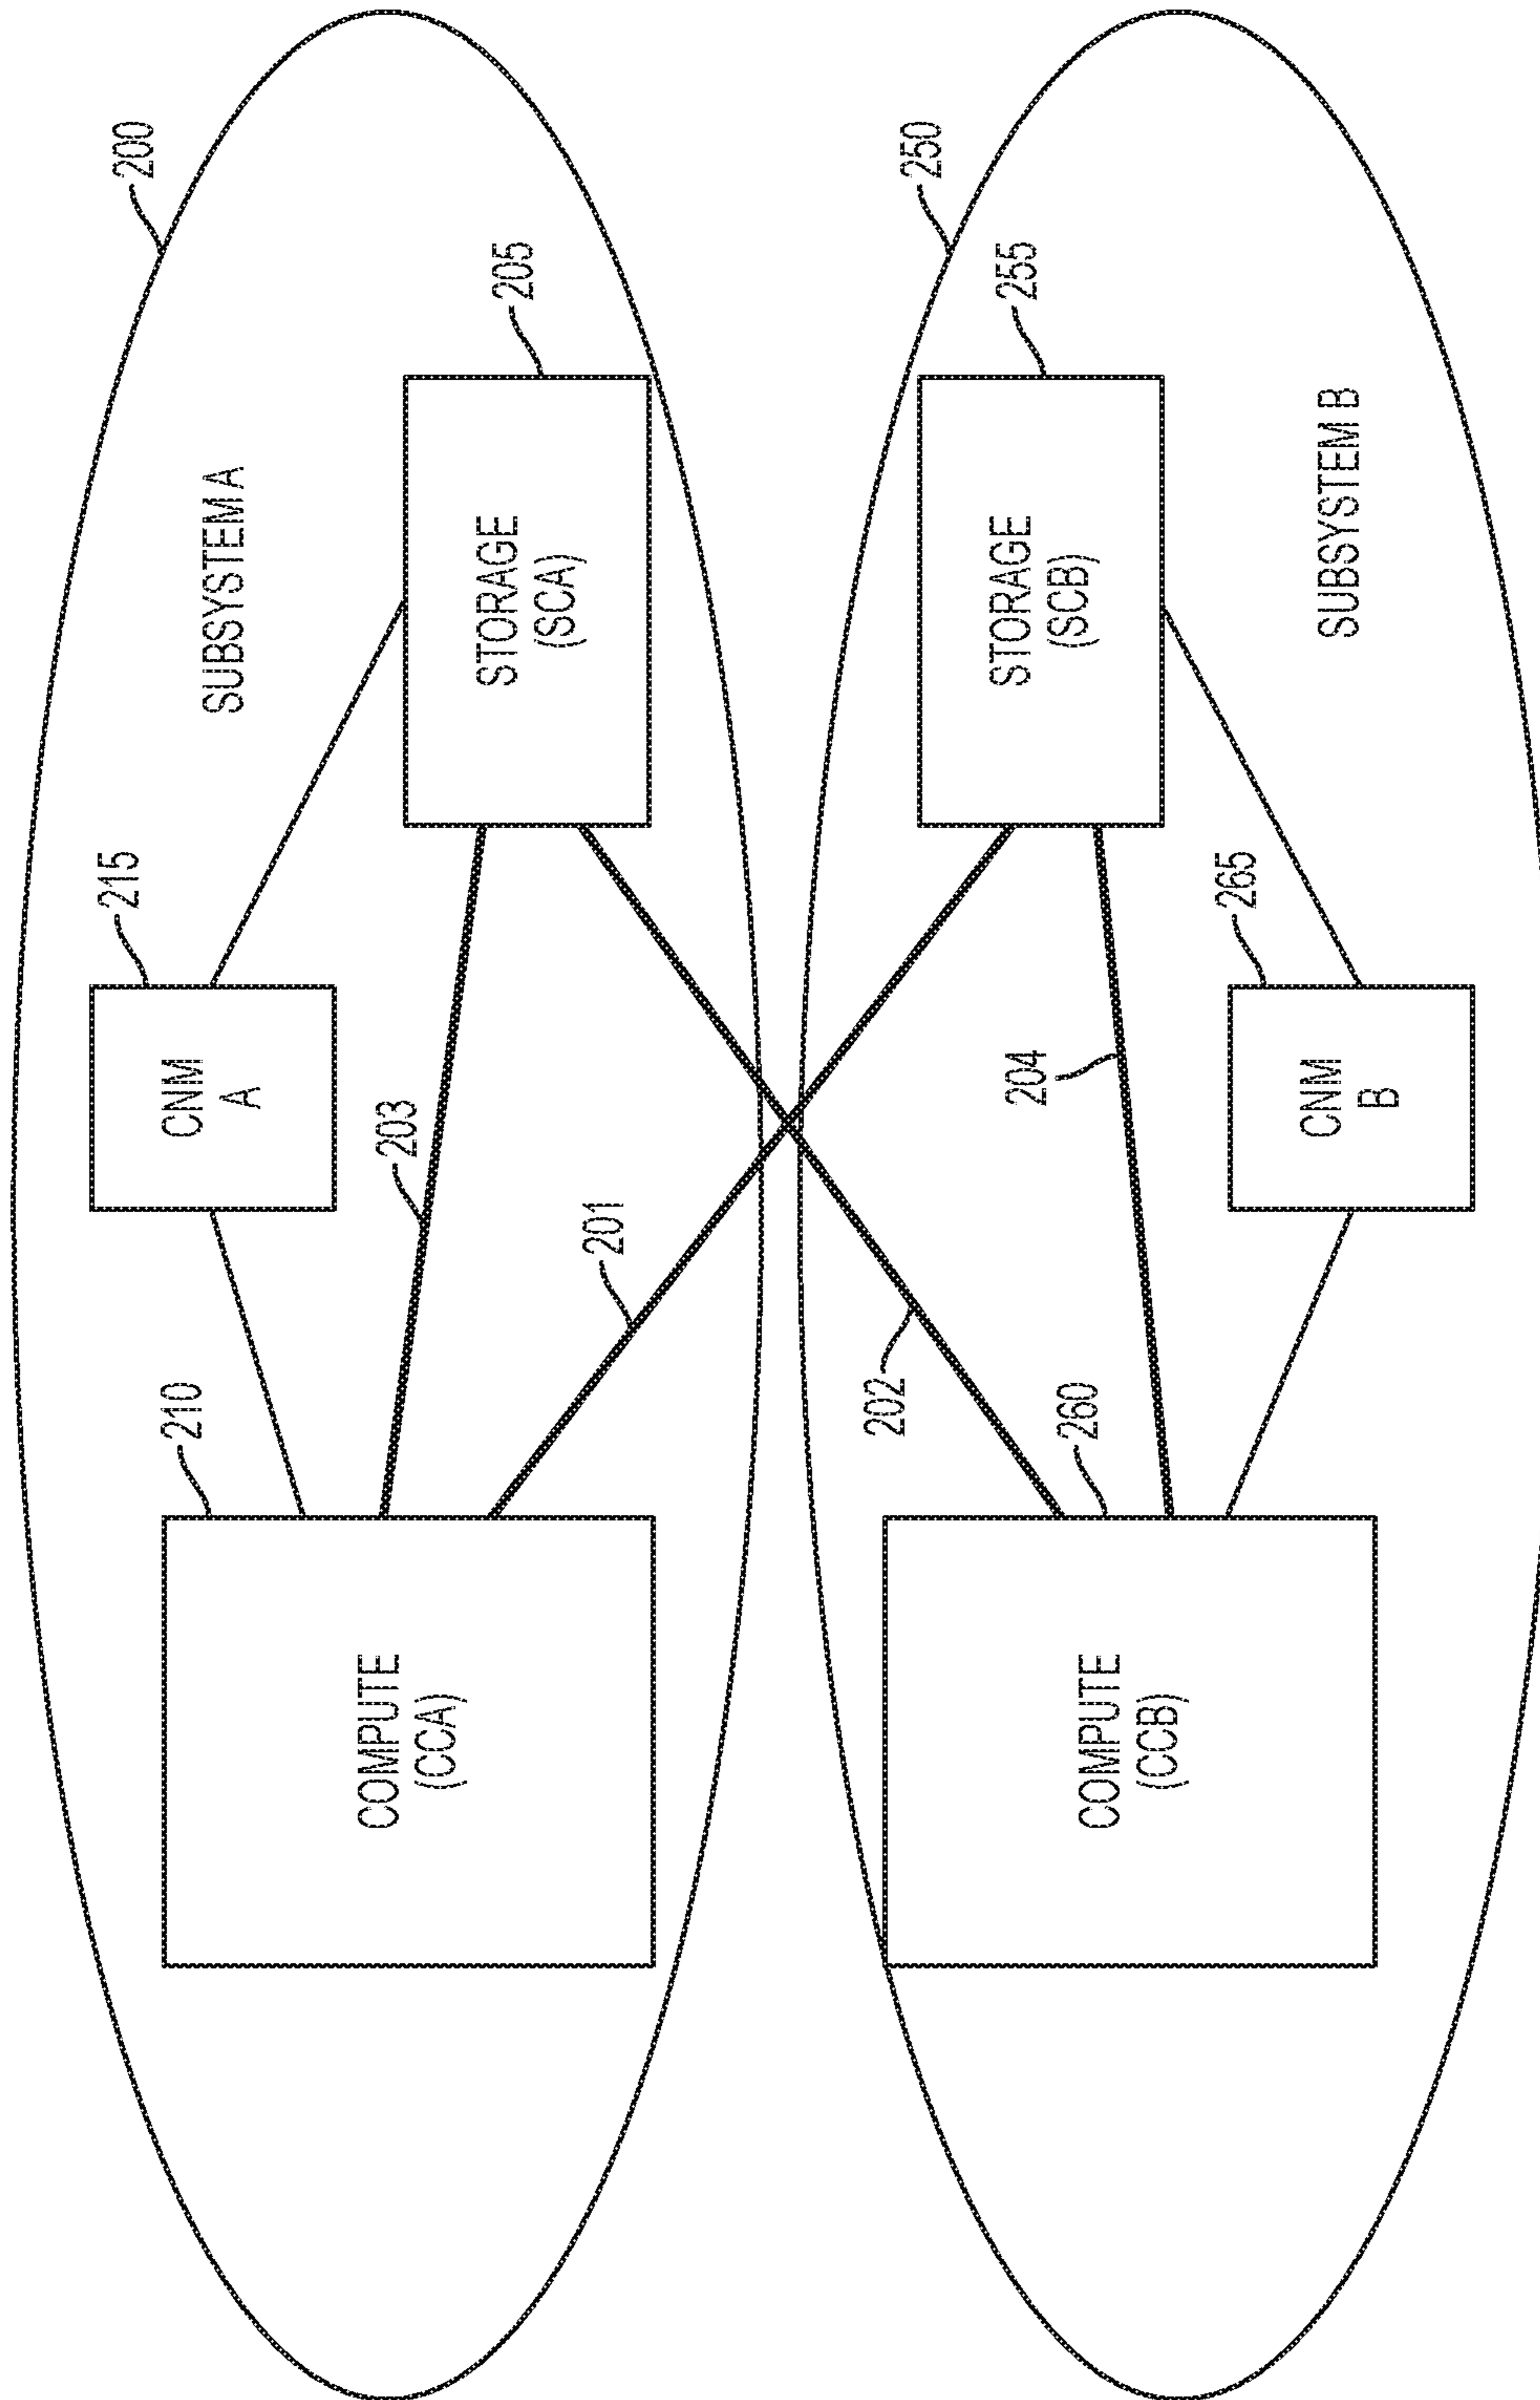 200
SUBSYSTEM A
215
CNM
A
205
STORAGE
(SCA)
203
210
COMPUTE
(CCA)
201
250
255
STORAGE
(SCB)
202
204
260
COMPUTE
(CCB)
265
CNM
B
SUBSYSTEM B